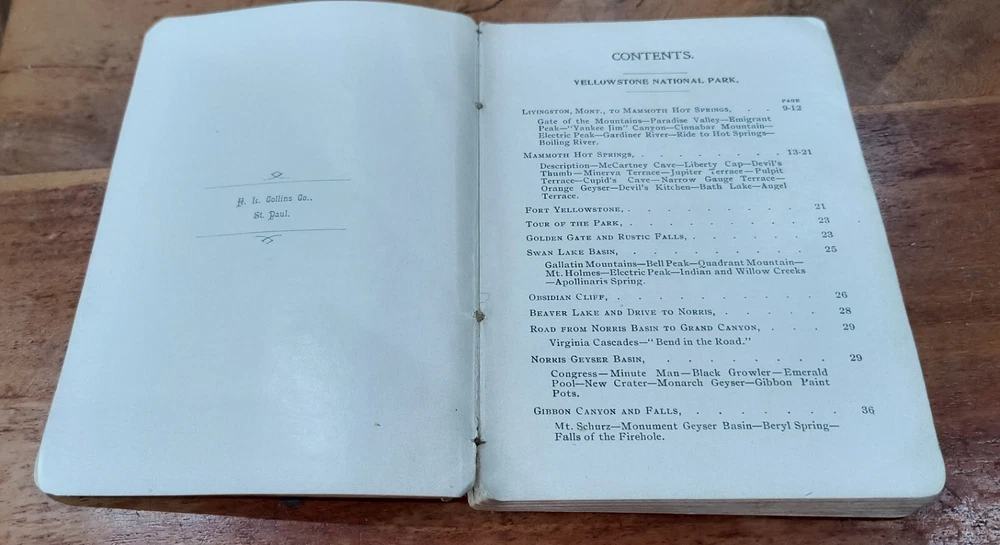 H. L. Collins Co.,
St. Paul.
CONTENTS.
YELLOWSTONE NATIONAL PARK.
PAGE
Livingston, Mont., to Mammoth Hot Springs, . . 9-12
Gate of the Mountains—Paradise Valley—Emigrant
Peak—"Yankee Jim" Canyon—Cinnabar Mountain—
Electric Peak—Gardiner River—Ride to Hot Springs—
Boiling River.
Mammoth Hot Springs, . . . . . . . . 13-21
Description—McCartney Cave—Liberty Cap—Devil's
Thumb—Minerva Terrace—Jupiter Terrace—Pulpit
Terrace—Cupid's Cave—Narrow Gauge Terrace—
Orange Geyser—Devil's Kitchen—Bath Lake—Angel
Terrace.
Fort Yellowstone, . . . . . . . . . 21
Tour of the Park, . . . . . . . . . 23
Golden Gate and Rustic Falls, . . . . . . 23
Swan Lake Basin, . . . . . . . . . 25
Gallatin Mountains—Bell Peak—Quadrant Mountain—
Mt. Holmes—Electric Peak—Indian and Willow Creeks
—Apollinaris Spring.
Obsidian Cliff, . . . . . . . . . 26
Beaver Lake and Drive to Norris, . . . . . 28
Road from Norris Basin to Grand Canyon, . . . 29
Virginia Cascades—"Bend in the Road."
Norris Geyser Basin, . . . . . . . . 29
Congress—Minute Man—Black Growler—Emerald
Pool—New Crater—Monarch Geyser—Gibbon Paint
Pots.
Gibbon Canyon and Falls, . . . . . . . 36
Mt. Schurz—Monument Geyser Basin—Beryl Spring—
Falls of the Firehole.